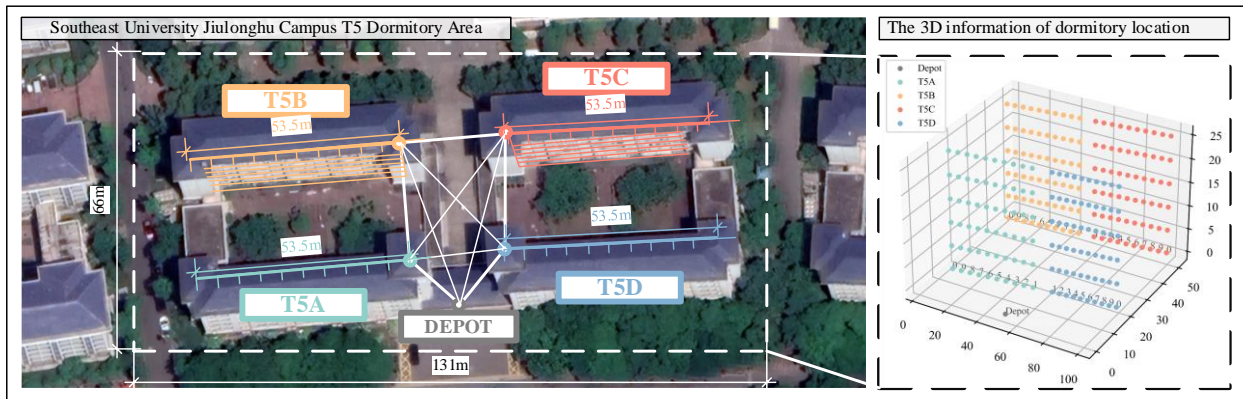 Southeast University Jiulonghu Campus T5 Dormitory Area
T5B
53.5m
T5C
53.5m
66m
53.5m
53.5m
T5A
T5D
DEPOT
131m
The 3D information of dormitory location
Depot
T5A
T5B
T5C
T5D
25
20
15
10
5
0
Depot
0
20
40
60
80
100
0
10
20
30
40
50